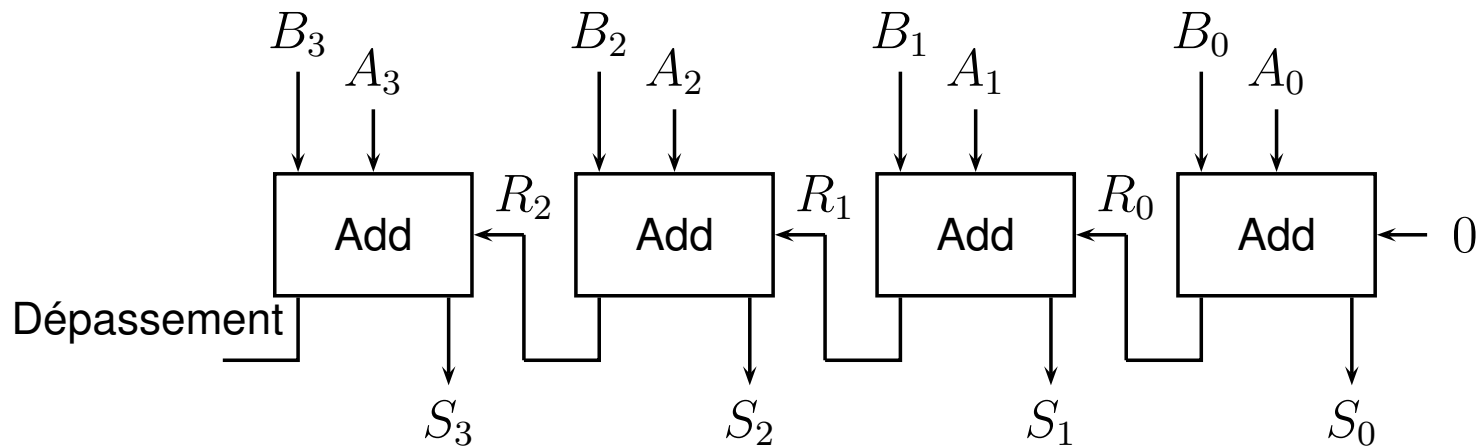 B₃ B₂ B₁ B₀
A₃ A₂ A₁ A₀
R₂ R₁ R₀
Add Add Add Add 0
Dépassement
S₃ S₂ S₁ S₀